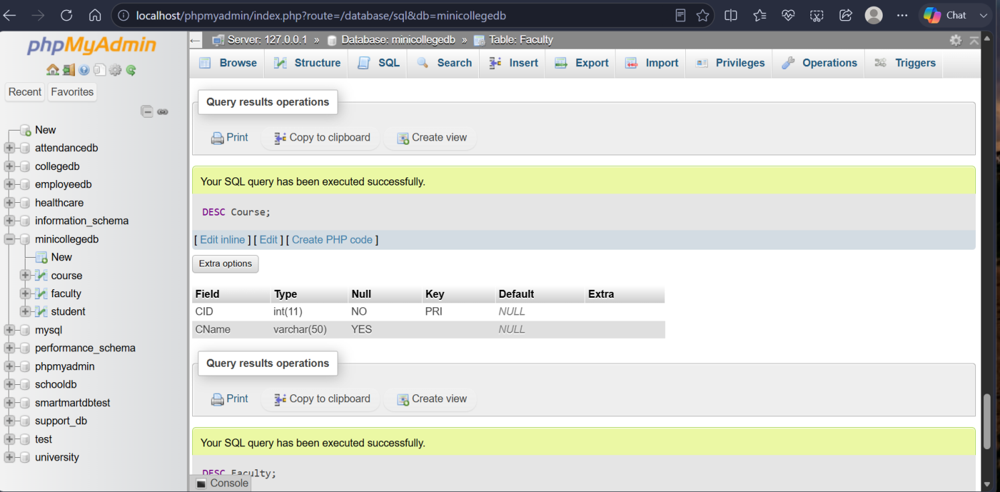 localhost/phpmyadmin/index.php?route=/database/sql&db=minicollegedb
Chat
phpMyAdmin
Recent
Favorites
New
attendancedb
collegedb
employeedb
healthcare
information_schema
minicollegedb
New
course
faculty
student
mysql
performance_schema
phpmyadmin
schooldb
smartmartdbtest
support_db
test
university
Server: 127.0.0.1 » Database: minicollegedb » Table: Faculty
Browse Structure SQL Search Insert Export Import Privileges Operations Triggers
Query results operations
Print Copy to clipboard Create view
Your SQL query has been executed successfully.
DESC Course;
[ Edit inline ] [ Edit ] [ Create PHP code ]
Extra options
Field Type Null Key Default Extra
CID int(11) NO PRI NULL
CName varchar(50) YES NULL
Query results operations
Print Copy to clipboard Create view
Your SQL query has been executed successfully.
DESC Faculty;
Console